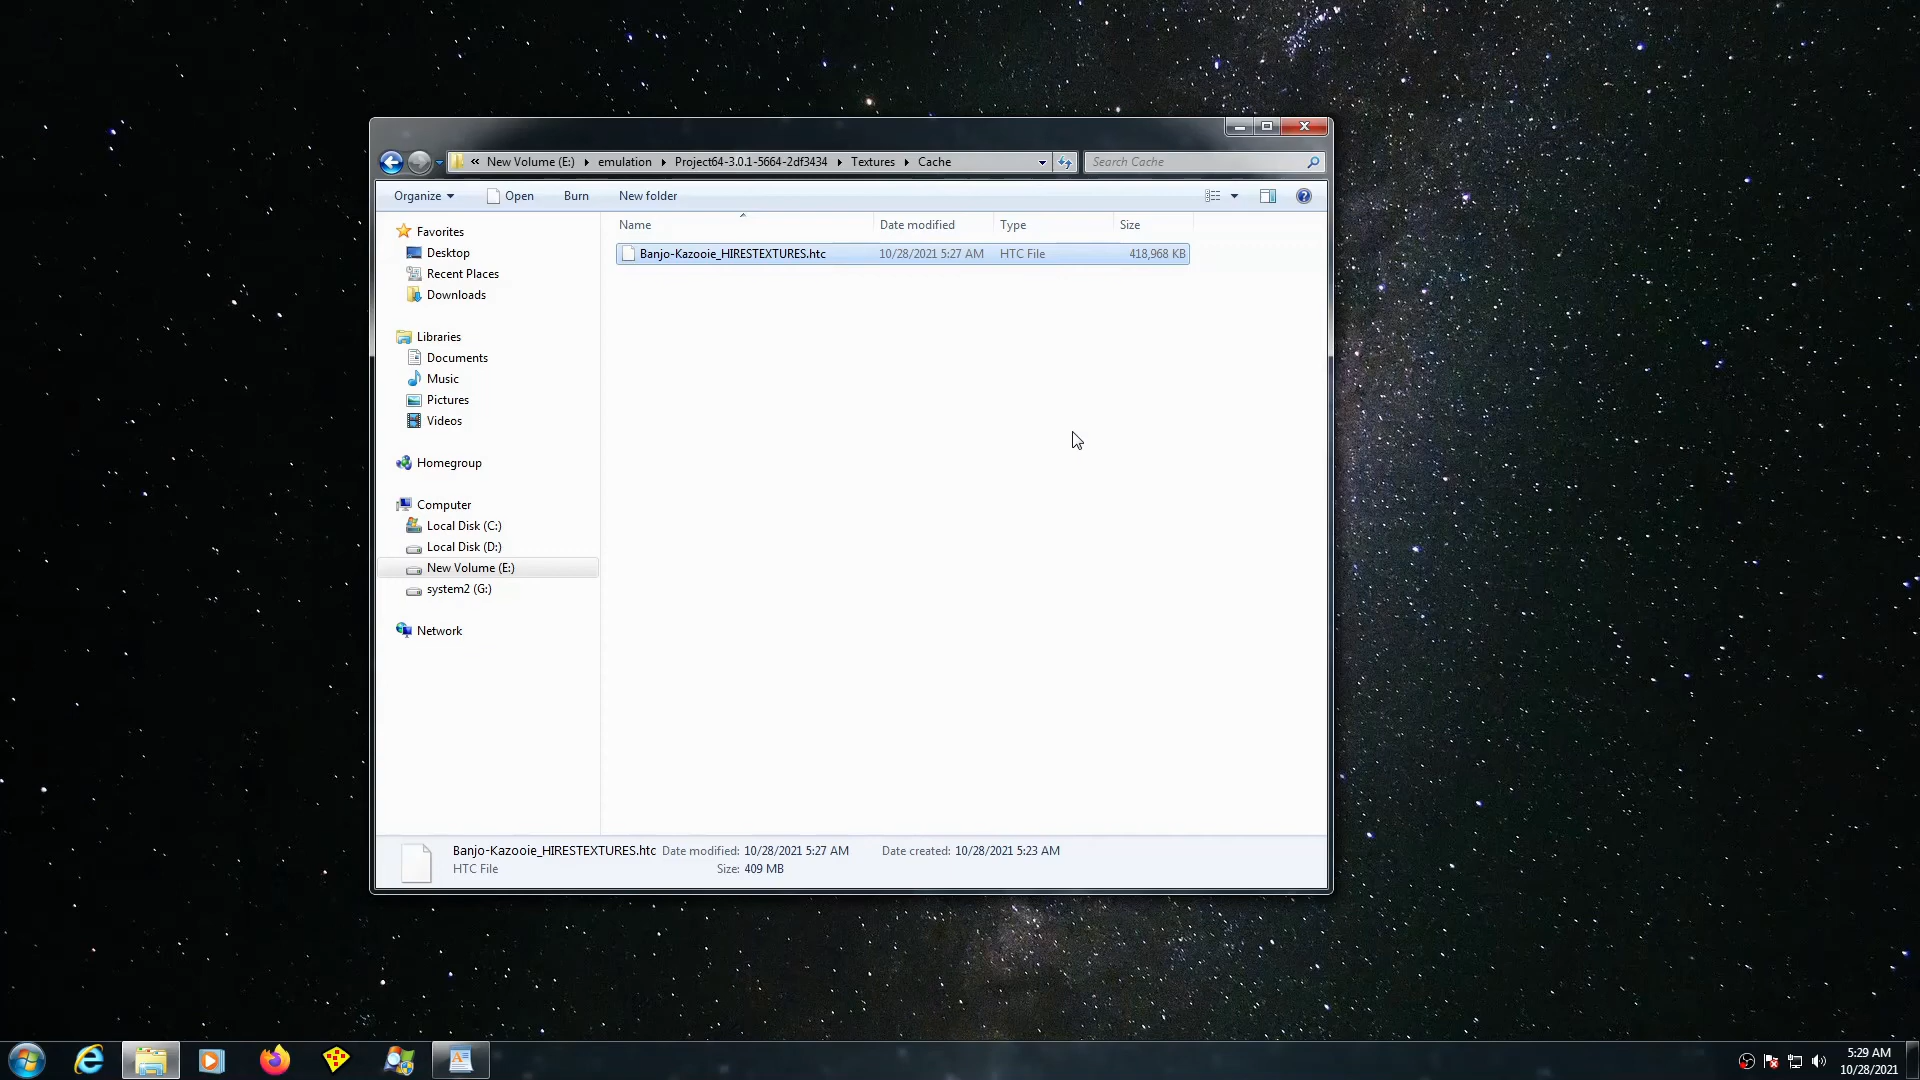 « New Volume (E:) ▸ emulation ▸ Project64-3.0.1-5664-2df3434 ▸ Textures ▸ Cache
Search Cache
Organize Open Burn New folder
Name Date modified Type Size
Banjo-Kazooie_HIRESTEXTURES.htc 10/28/2021 5:27 AM HTC File 418,968 KB
Favorites
Desktop
Recent Places
Downloads
Libraries
Documents
Music
Pictures
Videos
Homegroup
Computer
Local Disk (C:)
Local Disk (D:)
New Volume (E:)
system2 (G:)
Network
Banjo-Kazooie_HIRESTEXTURES.htc Date modified: 10/28/2021 5:27 AM Date created: 10/28/2021 5:23 AM
HTC File Size: 409 MB
5:29 AM
10/28/2021